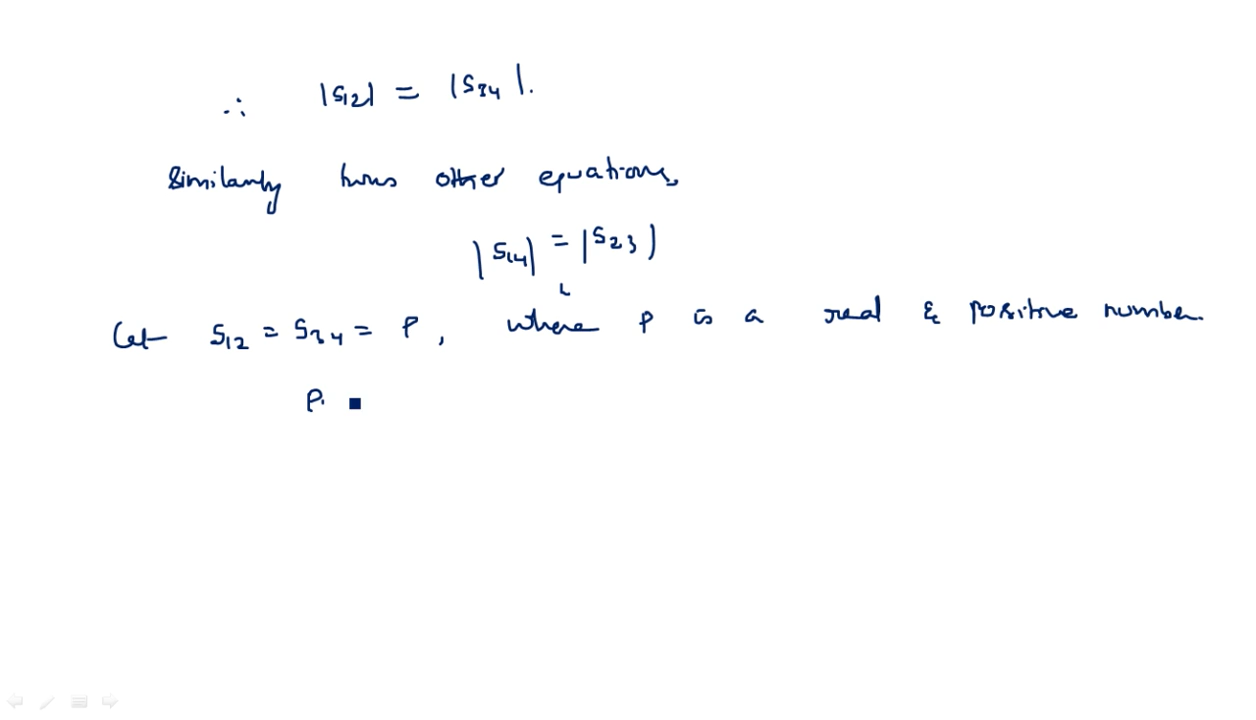 ∴ |S12| = |S34|.
Similarly from other equations,
|S14| = |S23|
Let S12 = S34 = P, where P is a real & positive number.
P.